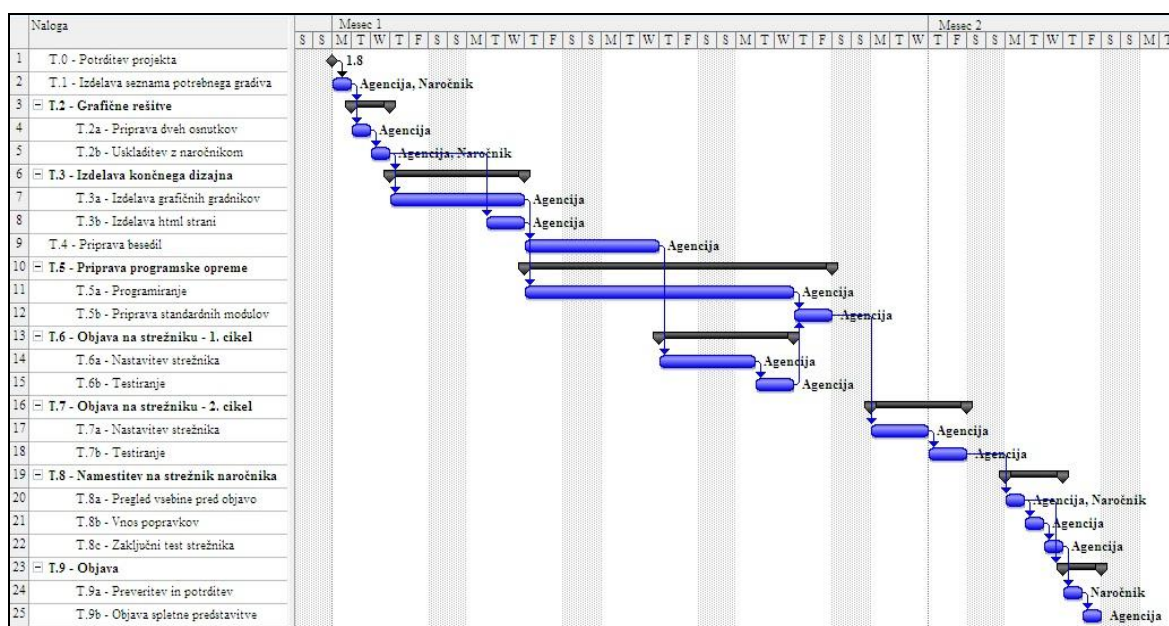 Naloga Mesec 1 Mesec 2
S S M T W T F S S M T W T F S S M T W T F S S M T W T F S S M T W T F S S M T W T F S S M T
1 T.0 - Potrditev projekta 1.8
2 T.1 - Izdelava seznama potrebnega gradiva Agencija, Naročnik
3 T.2 - Grafične rešitve
4 T.2a - Priprava dveh osnutkov Agencija
5 T.2b - Uskladitev z naročnikom Agencija, Naročnik
6 T.3 - Izdelava končnega dizajna
7 T.3a - Izdelava grafičnih gradnikov Agencija
8 T.3b - Izdelava html strani Agencija
9 T.4 - Priprava besedil Agencija
10 T.5 - Priprava programske opreme
11 T.5a - Programiranje Agencija
12 T.5b - Priprava standardnih modulov Agencija
13 T.6 - Objava na strežniku - 1. cikel
14 T.6a - Nastavitev strežnika Agencija
15 T.6b - Testiranje Agencija
16 T.7 - Objava na strežniku - 2. cikel
17 T.7a - Nastavitev strežnika Agencija
18 T.7b - Testiranje Agencija
19 T.8 - Namestitev na strežnik naročnika
20 T.8a - Pregled vsebine pred objavo Agencija, Naročnik
21 T.8b - Vnos popravkov Agencija
22 T.8c - Zaključni test strežnika Agencija
23 T.9 - Objava
24 T.9a - Preveritev in potrditev Naročnik
25 T.9b - Objava spletne predstavitve Agencija